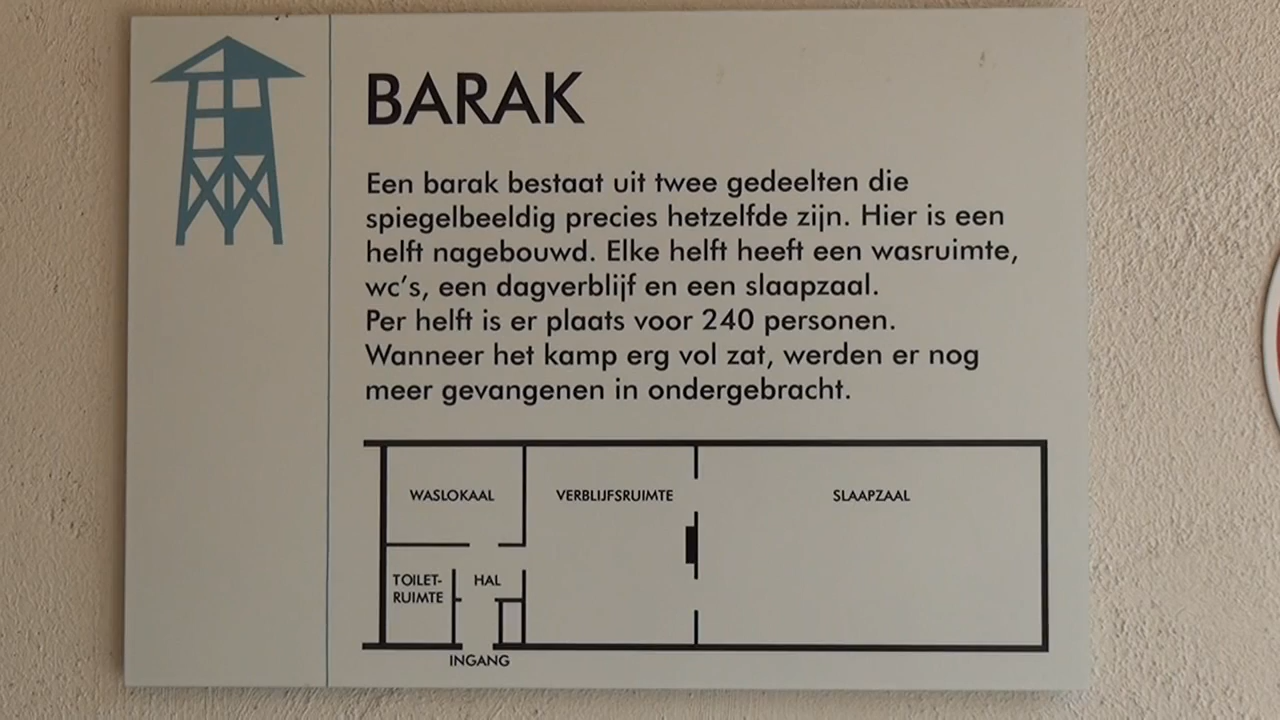 BARAK
Een barak bestaat uit twee gedeelten die
spiegelbeeldig precies hetzelfde zijn. Hier is een
helft nagebouwd. Elke helft heeft een wasruimte,
wc's, een dagverblijf en een slaapzaal.
Per helft is er plaats voor 240 personen.
Wanneer het kamp erg vol zat, werden er nog
meer gevangenen in ondergebracht.
WASLOKAAL
VERBLIJFSRUIMTE
SLAAPZAAL
TOILET-
RUIMTE
HAL
INGANG